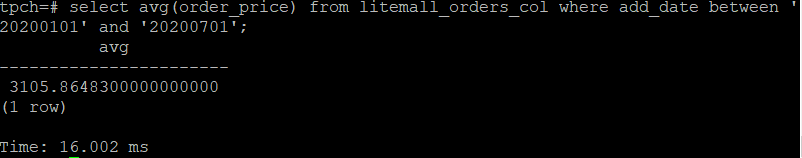 tpch=# select avg(order_price) from litemall_orders_col where add_date between '
20200101' and '20200701';
avg
-----------------------
3105.8648300000000000
(1 row)
Time: 16.002 ms